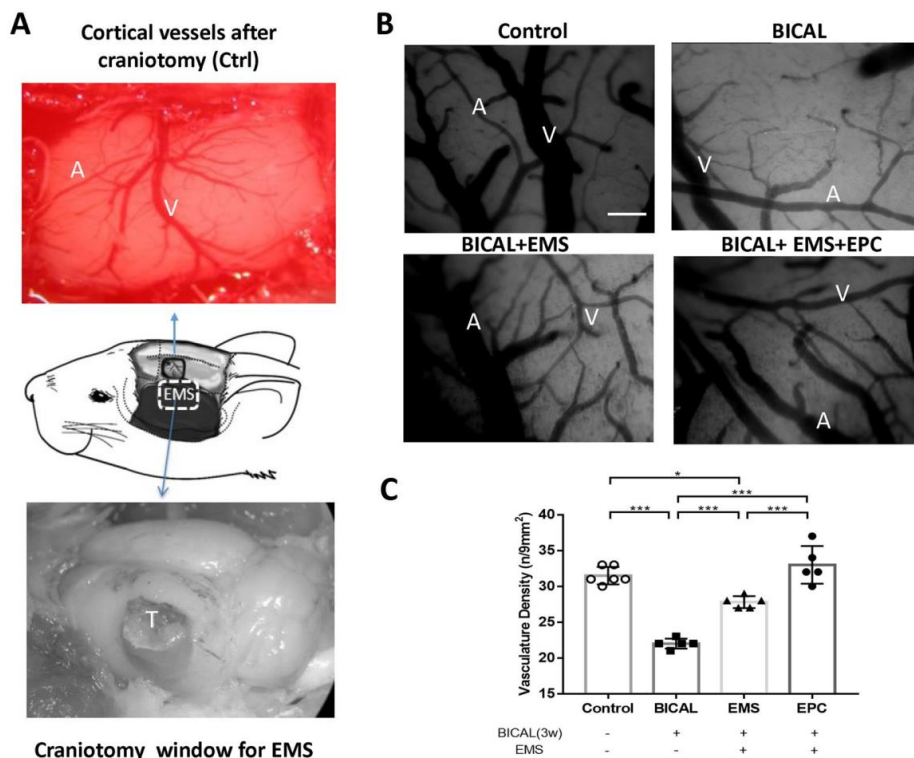 A
Cortical vessels after
craniotomy (Ctrl)
A
V
EMS
T
Craniotomy window for EMS
B
Control
BICAL
A
V
V
A
BICAL+EMS
BICAL+ EMS+EPC
A
V
V
A
C
*
***
*** *** ***
Vasculature Density (n/9mm²)
40
35
30
25
20
15
Control BICAL EMS EPC
BICAL(3w) - + + +
EMS - - + +